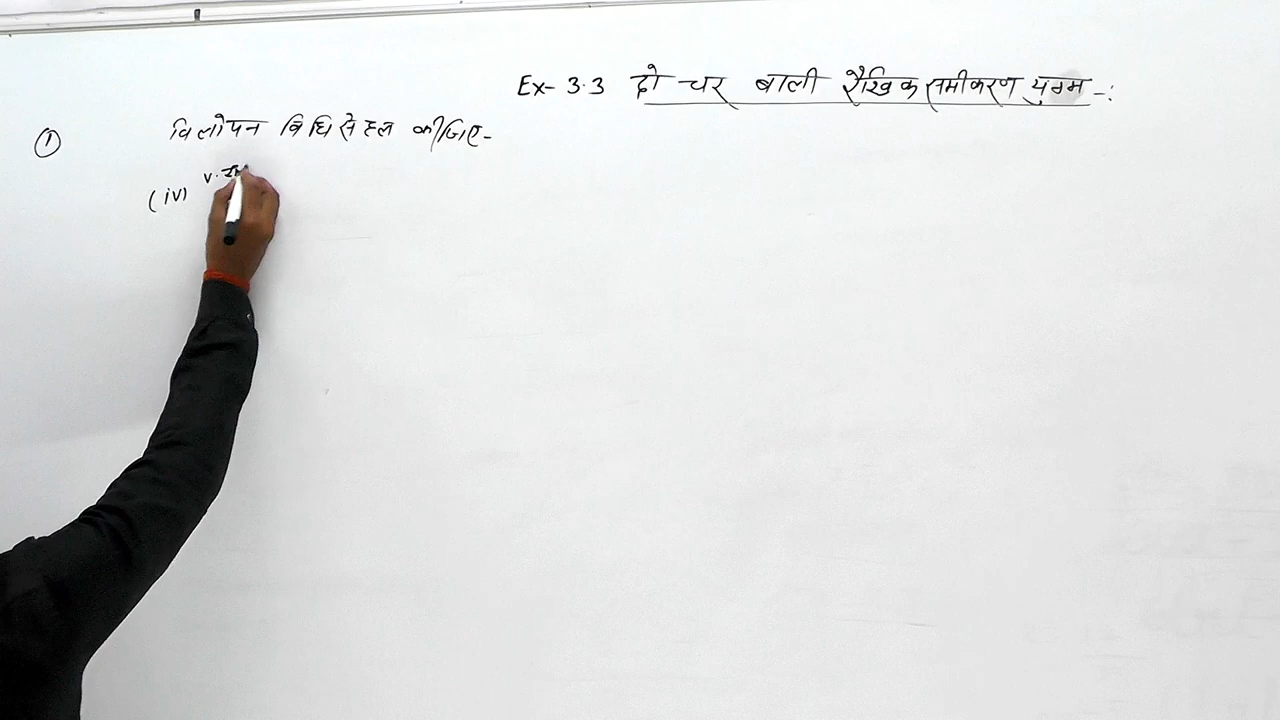 Ex- 3.3 दो चर बाली रैखिक समीकरण युग्म -:
① विलोपन विधि से हल कीजिए-
(iv) v.